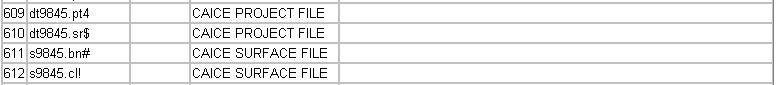 609 dt9845.pt4 CAICE PROJECT FILE
610 dt9845.sr$ CAICE PROJECT FILE
611 s9845.bn# CAICE SURFACE FILE
612 s9845.cl! CAICE SURFACE FILE